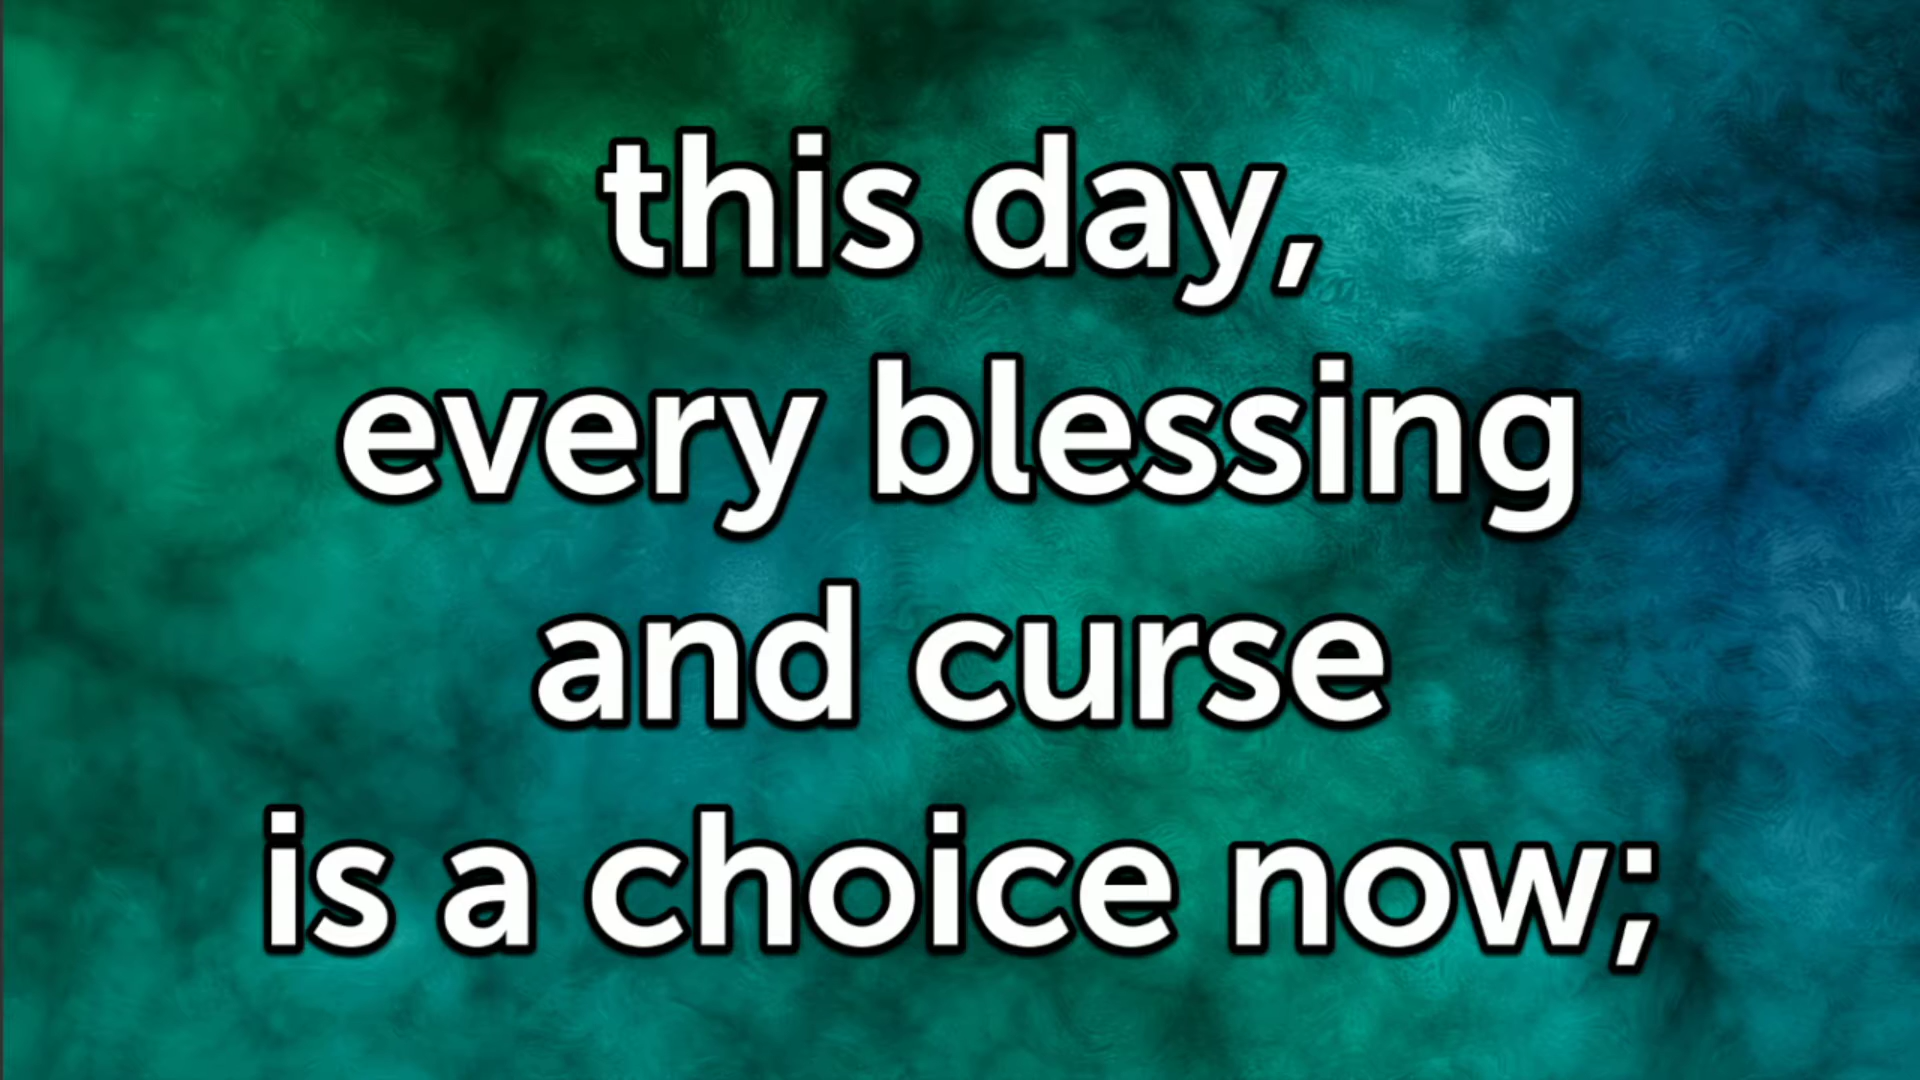 this day,
every blessing
and curse
is a choice now;